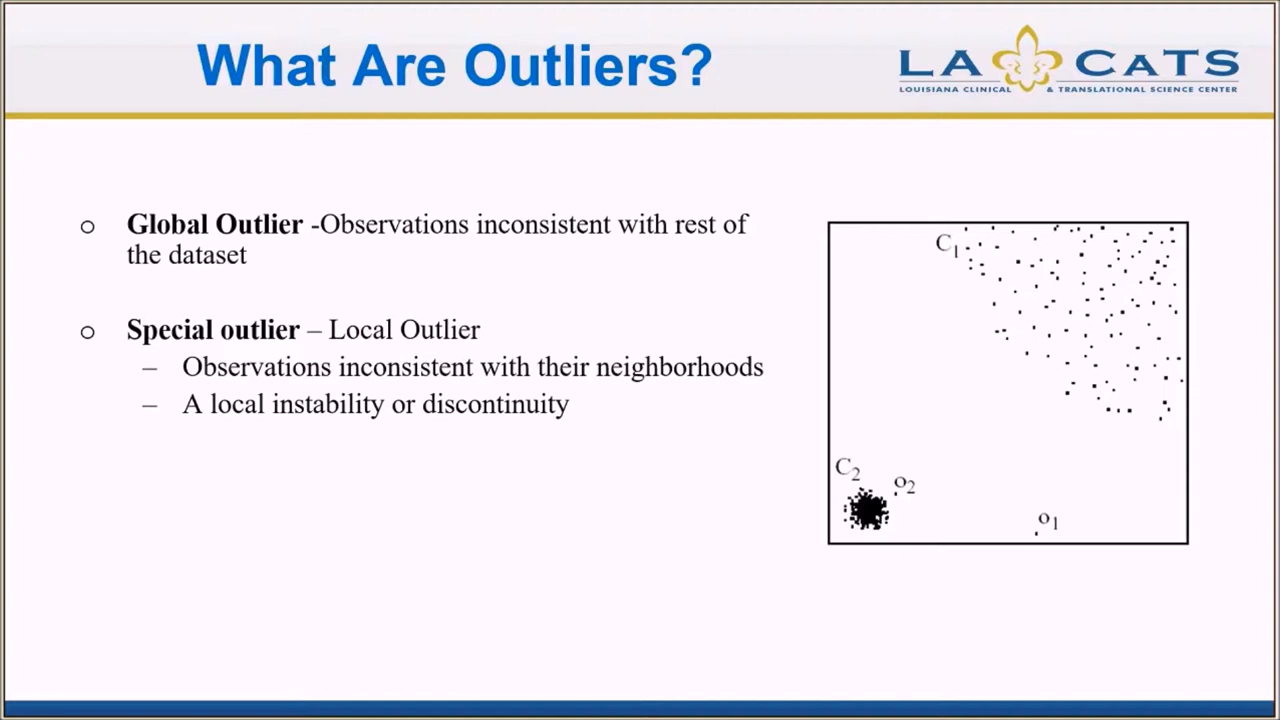 What Are Outliers?
LA CATS
LOUISIANA CLINICAL & TRANSLATIONAL SCIENCE CENTER
o Global Outlier -Observations inconsistent with rest of
the dataset
o Special outlier – Local Outlier
– Observations inconsistent with their neighborhoods
– A local instability or discontinuity
C1
C2
o2
o1